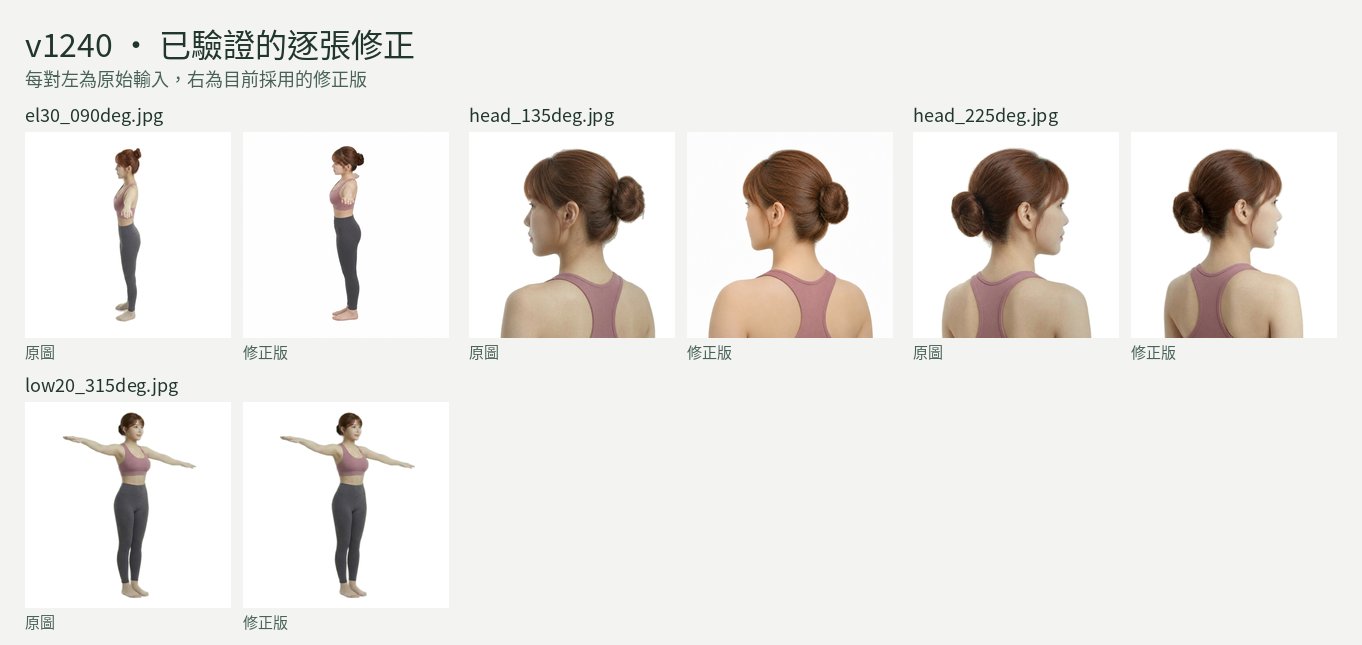 v1240 · 已驗證的逐張修正
每對左為原始輸入，右為目前採用的修正版
el30_090deg.jpg
head_135deg.jpg
head_225deg.jpg
原圖
修正版
原圖
修正版
原圖
修正版
low20_315deg.jpg
原圖
修正版